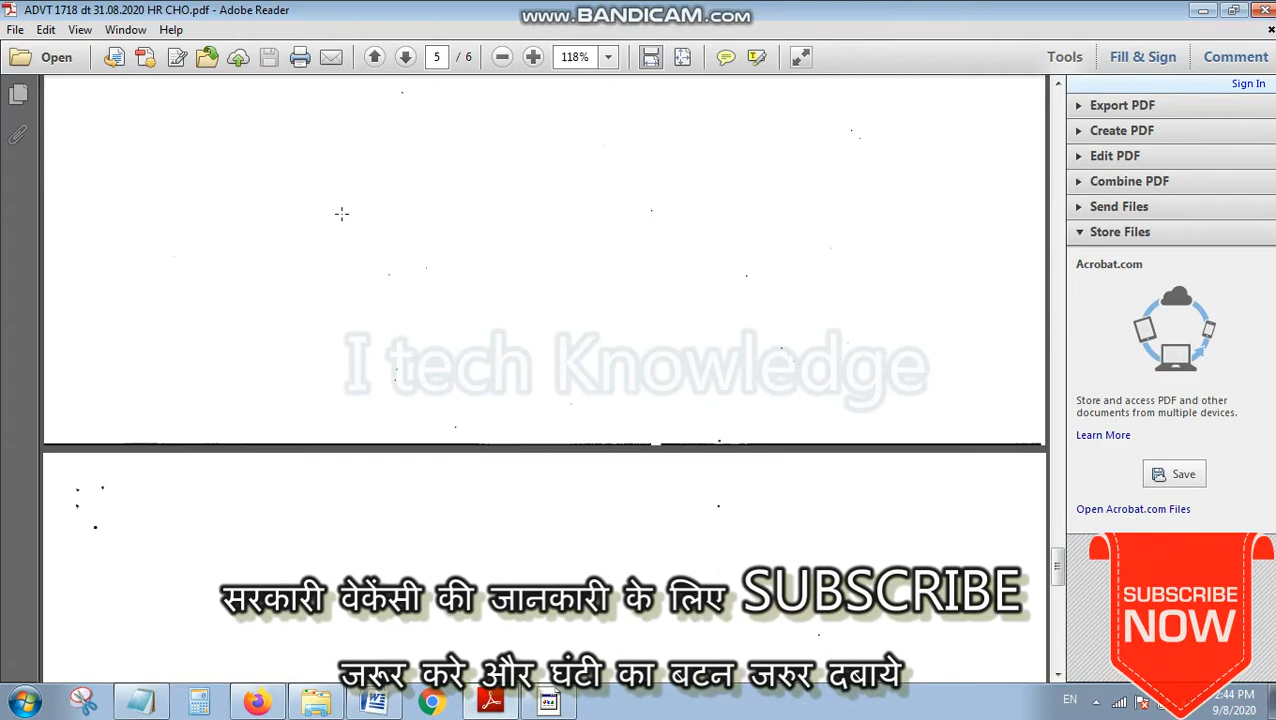 ADVT 1718 dt 31.08.2020 HR CHO.pdf - Adobe Reader
www.BANDICAM.com
File Edit View Window Help
Open 5 / 6 118% Tools Fill & Sign Comment
Sign In
Export PDF
Create PDF
Edit PDF
Combine PDF
Send Files
Store Files
Acrobat.com
Store and access PDF and other
documents from multiple devices.
Learn More
Save
Open Acrobat.com Files
I tech Knowledge
सरकारी वेकेंसी की जानकारी के लिए SUBSCRIBE
जरूर करे और घंटी का बटन जरुर दबाये
SUBSCRIBE
NOW
EN
2:44 PM
9/8/2020